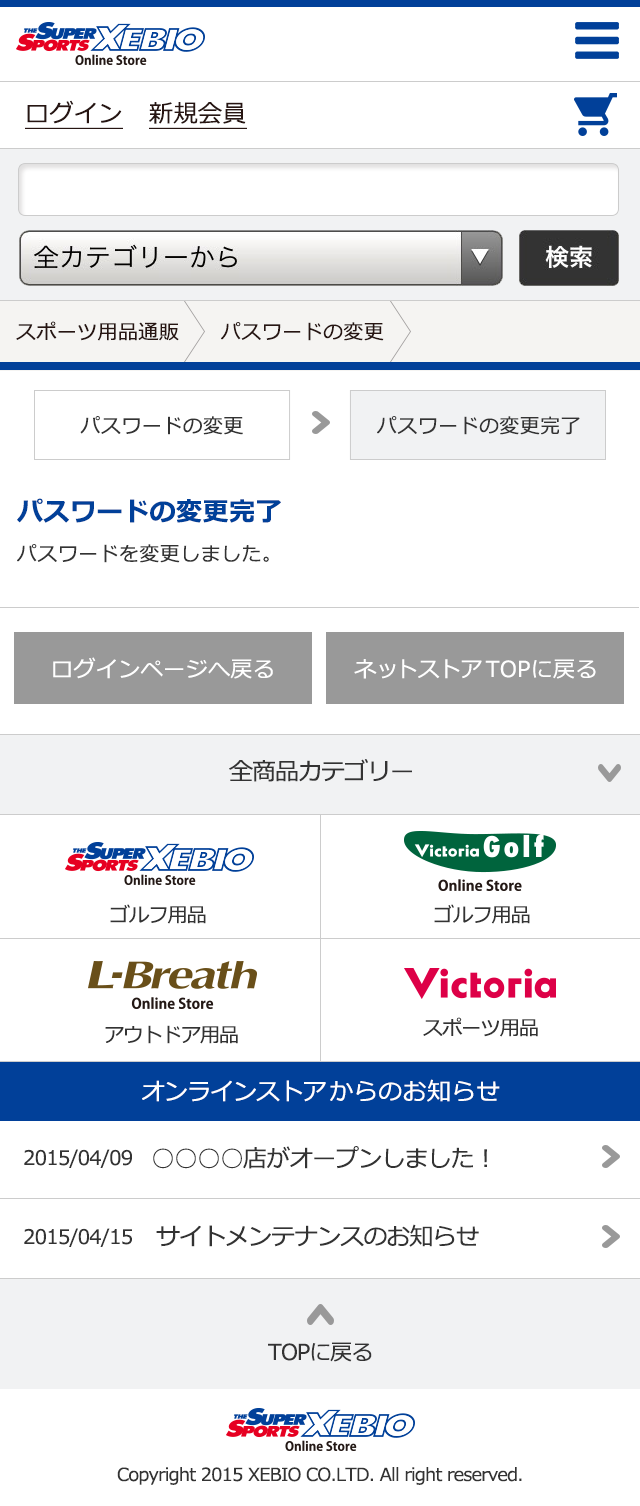 THE SUPER SPORTS XEBIO
Online Store
ログイン 新規会員
全カテゴリーから 検索
スポーツ用品通販 パスワードの変更
パスワードの変更 パスワードの変更完了
パスワードの変更完了
パスワードを変更しました。
ログインページへ戻る ネットストアTOPに戻る
全商品カテゴリー
THE SUPER SPORTS XEBIO
Online Store
ゴルフ用品
Victoria Golf
Online Store
ゴルフ用品
L-Breath
Online Store
アウトドア用品
Victoria
スポーツ用品
オンラインストアからのお知らせ
2015/04/09 〇〇〇〇店がオープンしました！
2015/04/15 サイトメンテナンスのお知らせ
TOPに戻る
THE SUPER SPORTS XEBIO
Online Store
Copyright 2015 XEBIO CO.LTD. All right reserved.